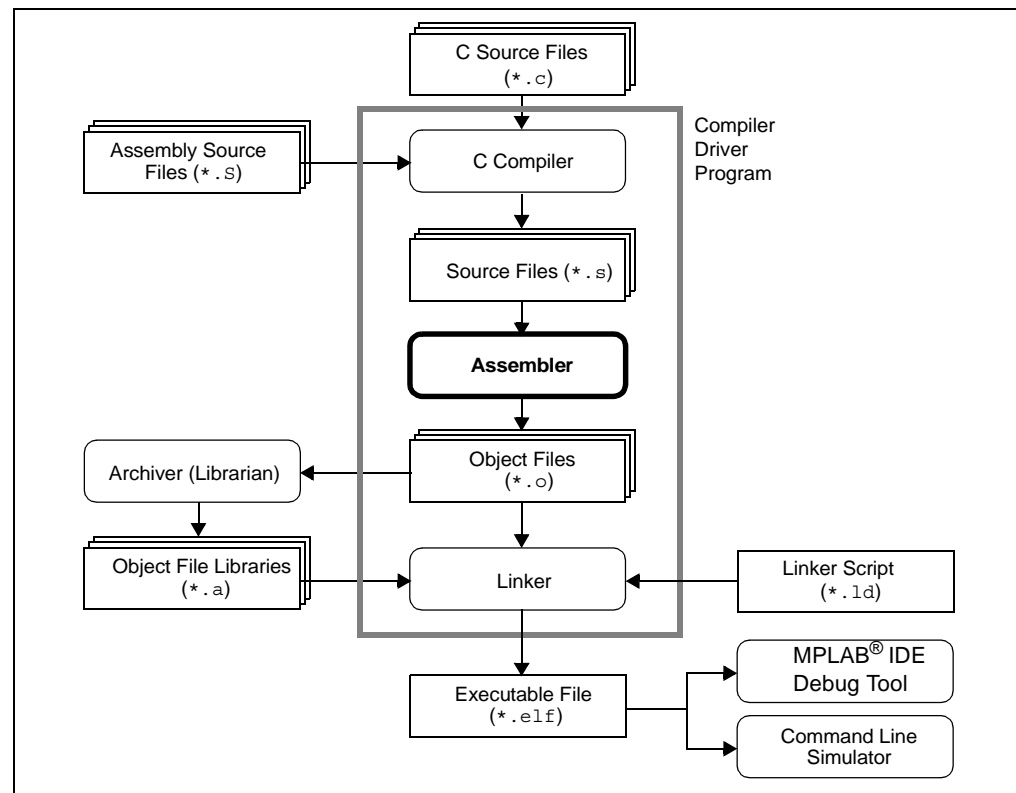 C Source Files
(*.c)
Compiler
Driver
Program
Assembly Source
Files (*.S)
C Compiler
Source Files (*.s)
Assembler
Archiver (Librarian)
Object Files
(*.o)
Object File Libraries
(*.a)
Linker
Linker Script
(*.ld)
MPLAB® IDE
Debug Tool
Executable File
(*.elf)
Command Line
Simulator